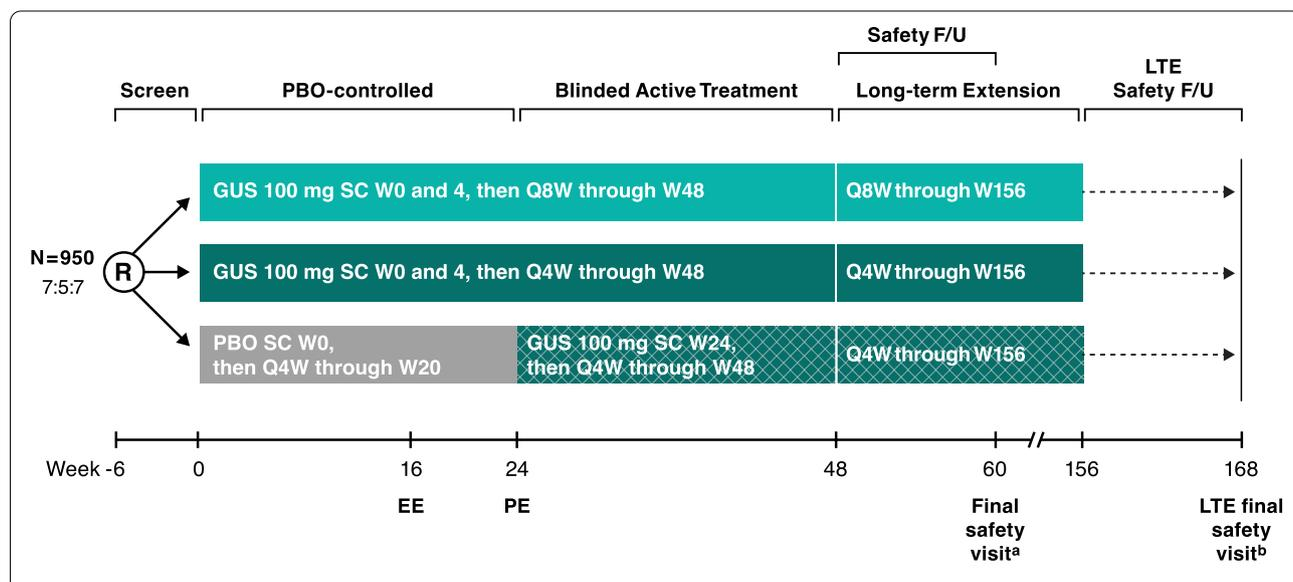 Safety F/U
Screen
PBO-controlled
Blinded Active Treatment
Long-term Extension
LTE
Safety F/U
GUS 100 mg SC W0 and 4, then Q8W through W48
Q8W through W156
N=950
7:5:7
R
GUS 100 mg SC W0 and 4, then Q4W through W48
Q4W through W156
PBO SC W0,
then Q4W through W20
GUS 100 mg SC W24,
then Q4W through W48
Q4W through W156
Week -6 0 16 24 48 60 156 168
EE
PE
Final
safety
visitᵃ
LTE final
safety
visitᵇ